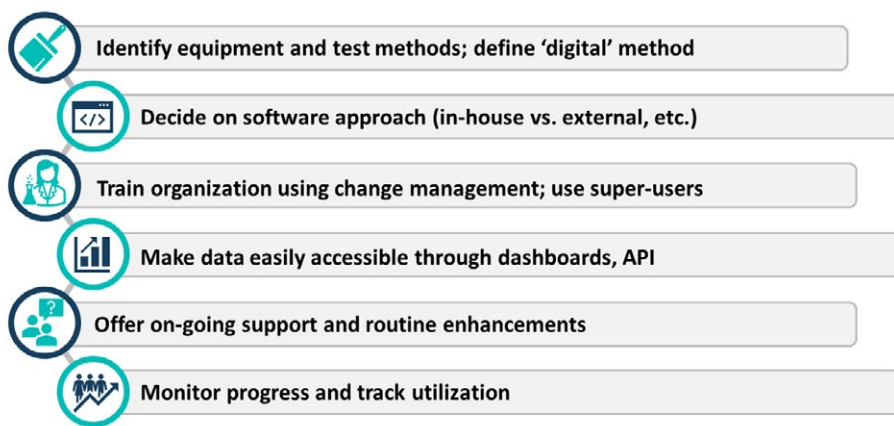 Identify equipment and test methods; define ‘digital’ method
</>
Decide on software approach (in-house vs. external, etc.)
Train organization using change management; use super-users
Make data easily accessible through dashboards, API
?
Offer on-going support and routine enhancements
Monitor progress and track utilization